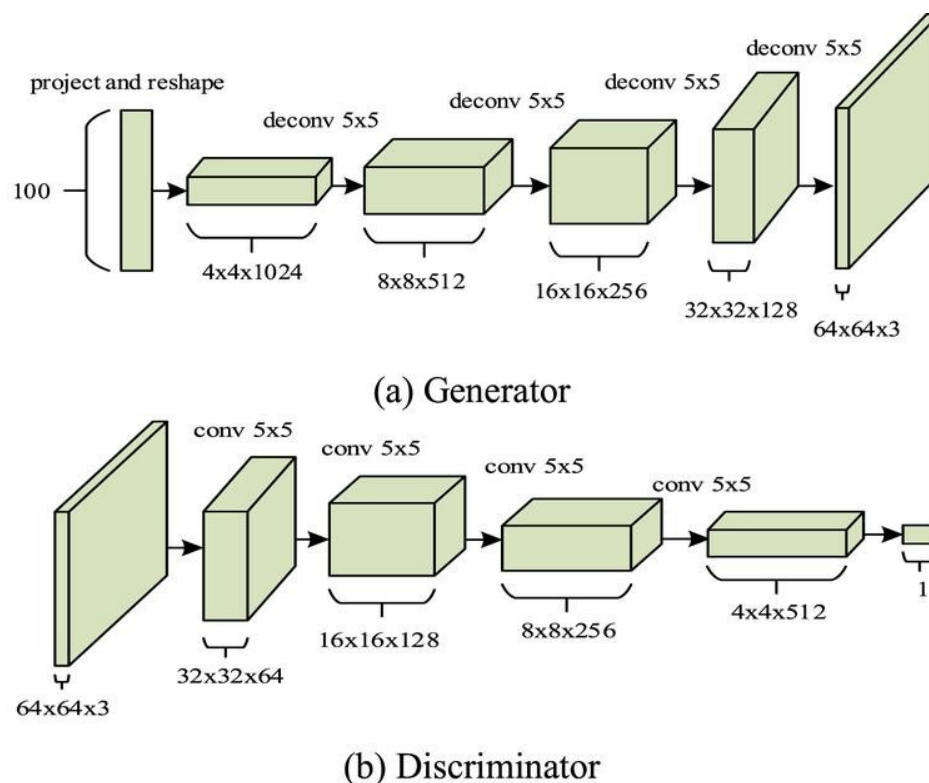 project and reshape
deconv 5x5
deconv 5x5
deconv 5x5
deconv 5x5
100
4x4x1024
8x8x512
16x16x256
32x32x128
64x64x3
(a) Generator
conv 5x5
conv 5x5
conv 5x5
conv 5x5
64x64x3
32x32x64
16x16x128
8x8x256
4x4x512
1
(b) Discriminator